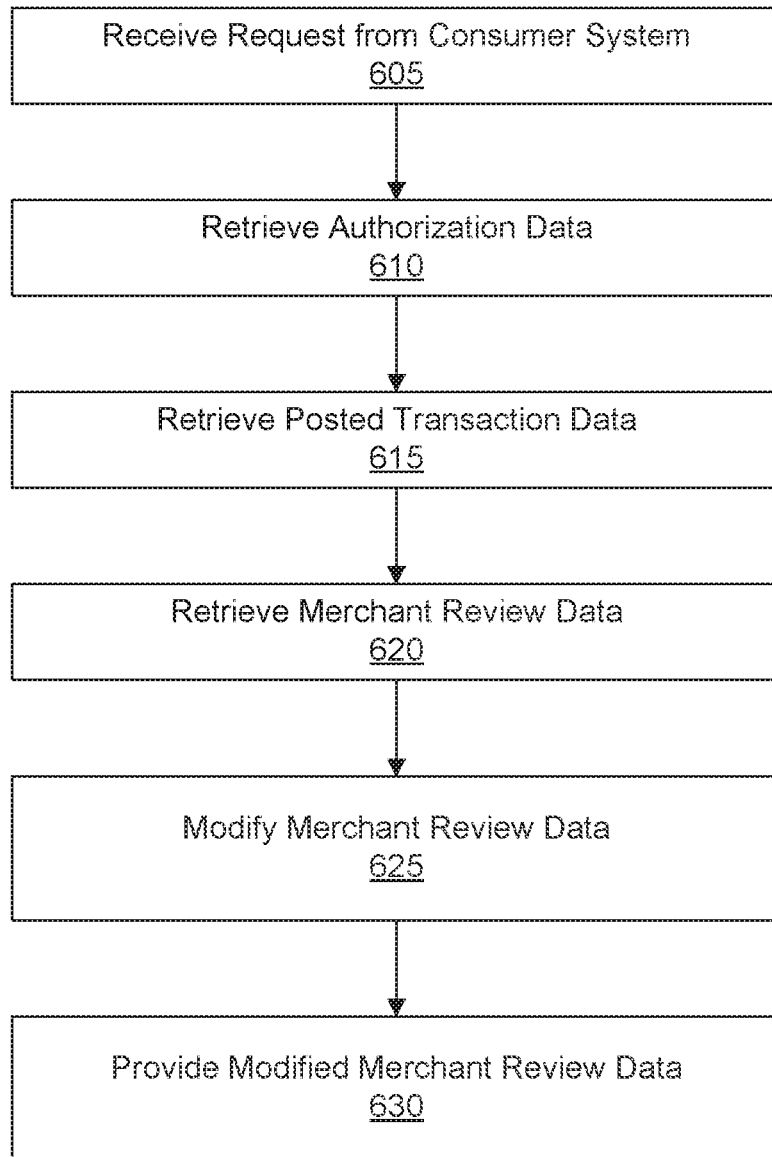 Receive Request from Consumer System
605
Retrieve Authorization Data
610
Retrieve Posted Transaction Data
615
Retrieve Merchant Review Data
620
Modify Merchant Review Data
625
Provide Modified Merchant Review Data
630